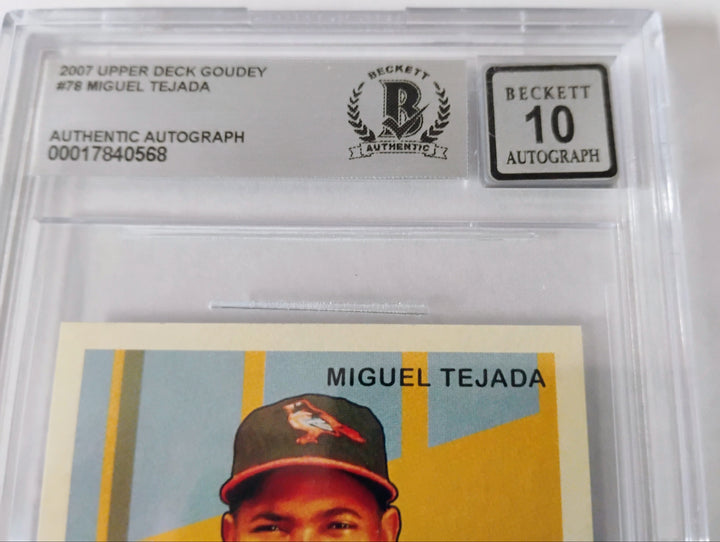 2007 UPPER DECK GOUDEY
#78 MIGUEL TEJADA
AUTHENTIC AUTOGRAPH
00017840568
BECKETT
B
AUTHENTIC
BECKETT
10
AUTOGRAPH
MIGUEL TEJADA